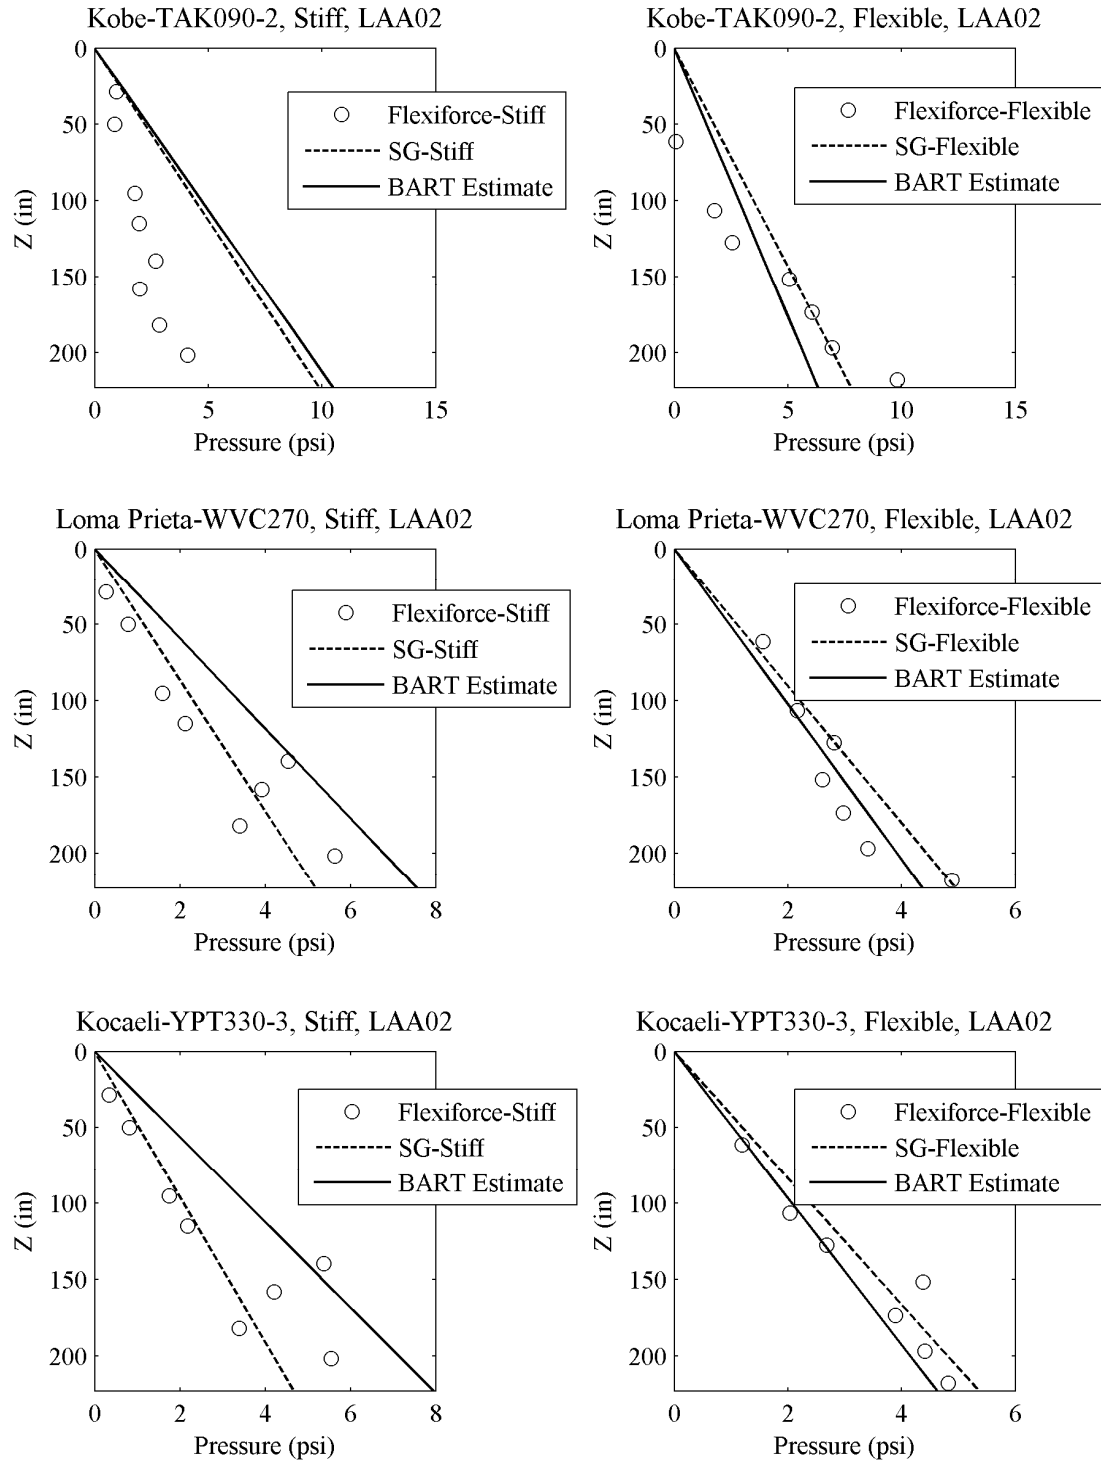 Kobe-TAK090-2, Stiff, LAA02
0
50
100
150
200
Z (in)
Flexiforce-Stiff
SG-Stiff
BART Estimate
0 5 10 15
Pressure (psi)
Kobe-TAK090-2, Flexible, LAA02
0
50
100
150
200
Z (in)
Flexiforce-Flexible
SG-Flexible
BART Estimate
0 5 10 15
Pressure (psi)
Loma Prieta-WVC270, Stiff, LAA02
0
50
100
150
200
Z (in)
Flexiforce-Stiff
SG-Stiff
BART Estimate
0 2 4 6 8
Pressure (psi)
Loma Prieta-WVC270, Flexible, LAA02
0
50
100
150
200
Z (in)
Flexiforce-Flexible
SG-Flexible
BART Estimate
0 2 4 6
Pressure (psi)
Kocaeli-YPT330-3, Stiff, LAA02
0
50
100
150
200
Z (in)
Flexiforce-Stiff
SG-Stiff
BART Estimate
0 2 4 6 8
Pressure (psi)
Kocaeli-YPT330-3, Flexible, LAA02
0
50
100
150
200
Z (in)
Flexiforce-Flexible
SG-Flexible
BART Estimate
0 2 4 6
Pressure (psi)